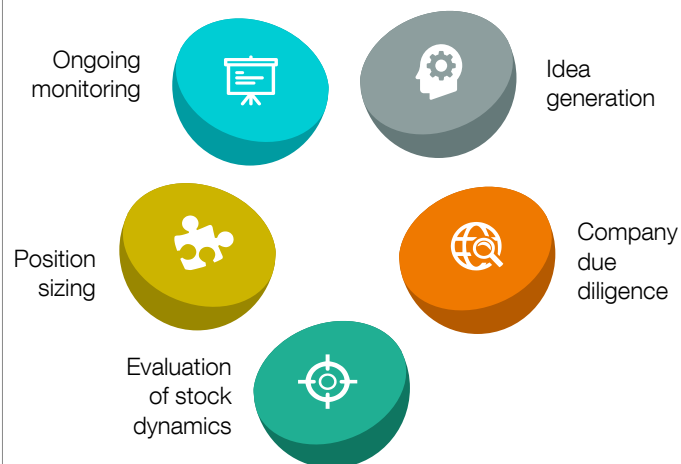 Ongoing
monitoring
Idea
generation
Position
sizing
Company
due
diligence
Evaluation
of stock
dynamics